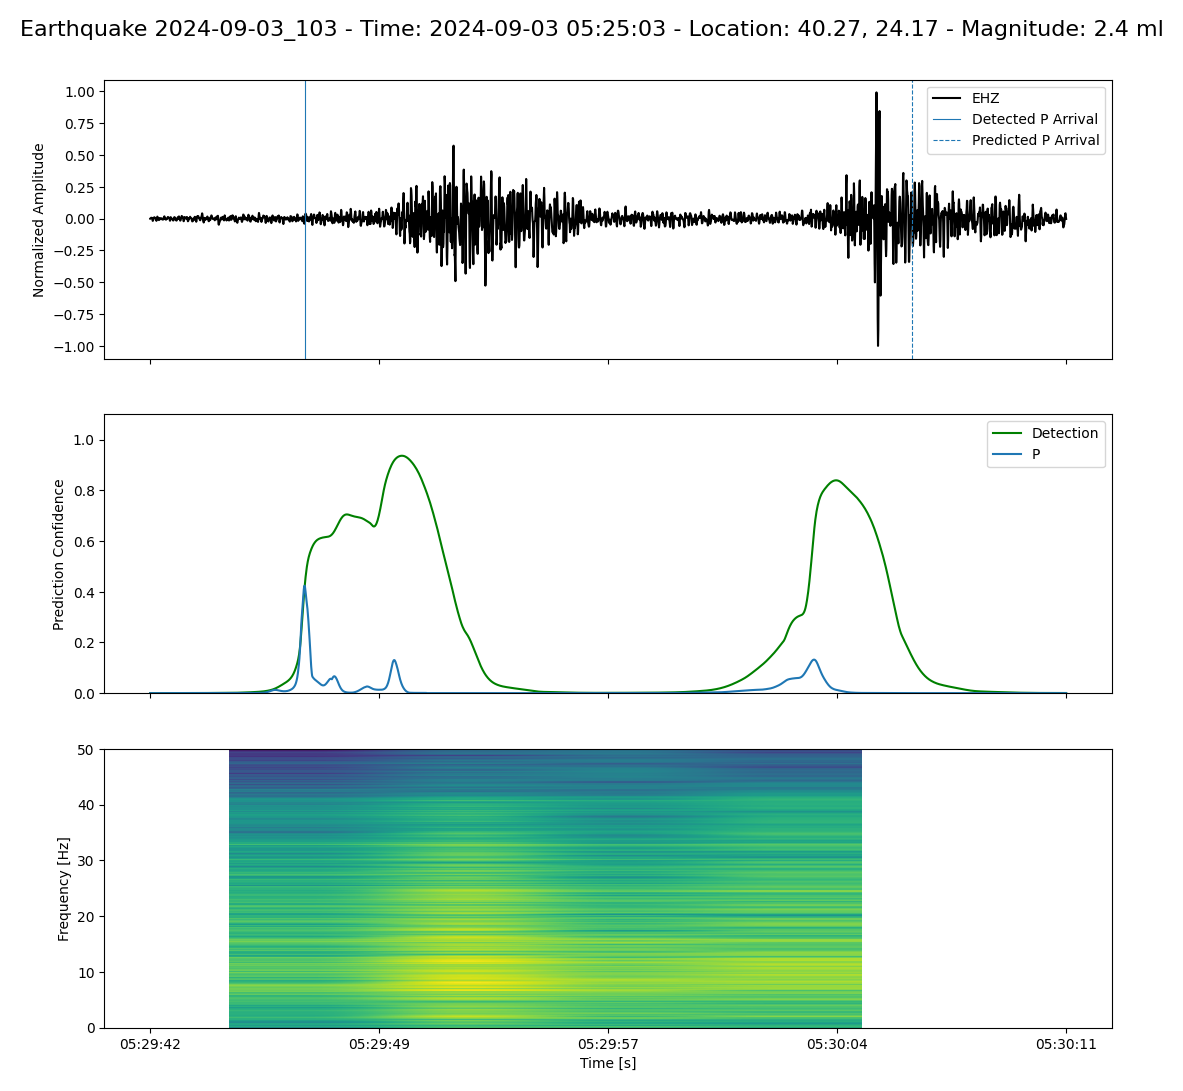 Earthquake 2024-09-03_103 - Time: 2024-09-03 05:25:03 - Location: 40.27, 24.17 - Magnitude: 2.4 ml
Normalized Amplitude
1.00
0.75
0.50
0.25
0.00
−0.25
−0.50
−0.75
−1.00
EHZ
Detected P Arrival
Predicted P Arrival
Prediction Confidence
1.0
0.8
0.6
0.4
0.2
0.0
Detection
P
Frequency [Hz]
50
40
30
20
10
0
05:29:42 05:29:49 05:29:57 05:30:04 05:30:11
Time [s]